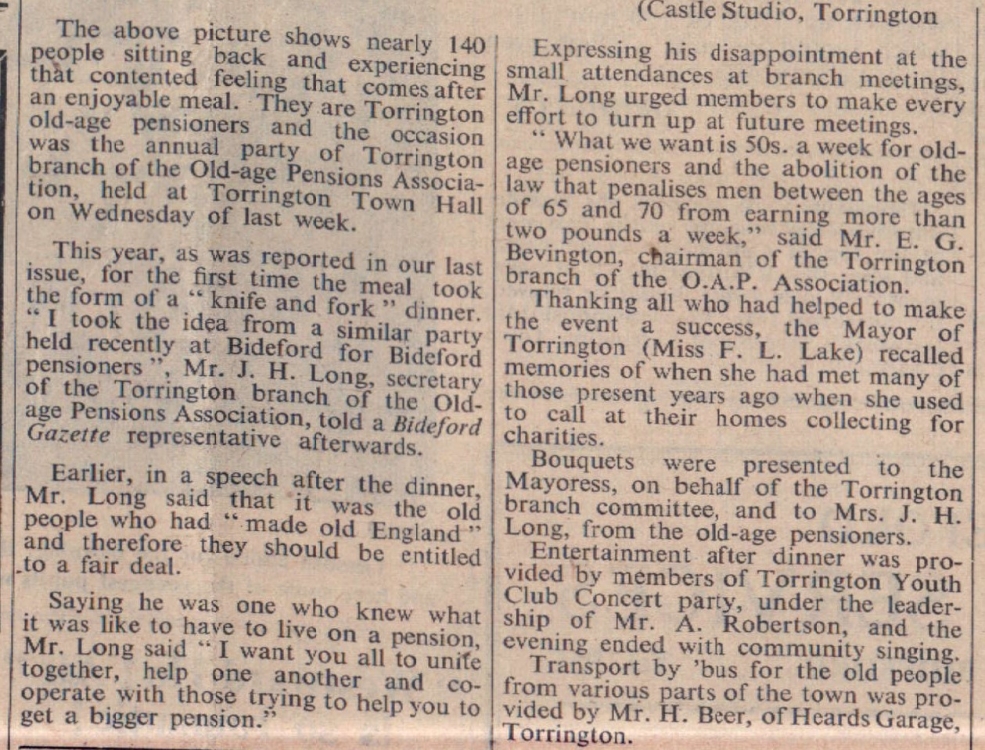 (Castle Studio, Torrington
The above picture shows nearly 140
people sitting back and experiencing
that contented feeling that comes after
an enjoyable meal. They are Torrington
old-age pensioners and the occasion
was the annual party of Torrington
branch of the Old-age Pensions Associa-
tion, held at Torrington Town Hall
on Wednesday of last week.
This year, as was reported in our last
issue, for the first time the meal took
the form of a “ knife and fork ” dinner.
“ I took the idea from a similar party
held recently at Bideford for Bideford
pensioners ”, Mr. J. H. Long, secretary
of the Torrington branch of the Old-
age Pensions Association, told a Bideford
Gazette representative afterwards.
Earlier, in a speech after the dinner,
Mr. Long said that it was the old
people who had “ made old England ”
and therefore they should be entitled
to a fair deal.
Saying he was one who knew what
it was like to have to live on a pension,
Mr. Long said “ I want you all to unite
together, help one another and co-
operate with those trying to help you to
get a bigger pension.”
Expressing his disappointment at the
small attendances at branch meetings,
Mr. Long urged members to make every
effort to turn up at future meetings.
“ What we want is 50s. a week for old-
age pensioners and the abolition of the
law that penalises men between the ages
of 65 and 70 from earning more than
two pounds a week,” said Mr. E. G.
Bevington, chairman of the Torrington
branch of the O.A.P. Association.
Thanking all who had helped to make
the event a success, the Mayor of
Torrington (Miss F. L. Lake) recalled
memories of when she had met many of
those present years ago when she used
to call at their homes collecting for
charities.
Bouquets were presented to the
Mayoress, on behalf of the Torrington
branch committee, and to Mrs. J. H.
Long, from the old-age pensioners.
Entertainment after dinner was pro-
vided by members of Torrington Youth
Club Concert party, under the leader-
ship of Mr. A. Robertson, and the
evening ended with community singing.
Transport by ’bus for the old people
from various parts of the town was pro-
vided by Mr. H. Beer, of Heards Garage,
Torrington.